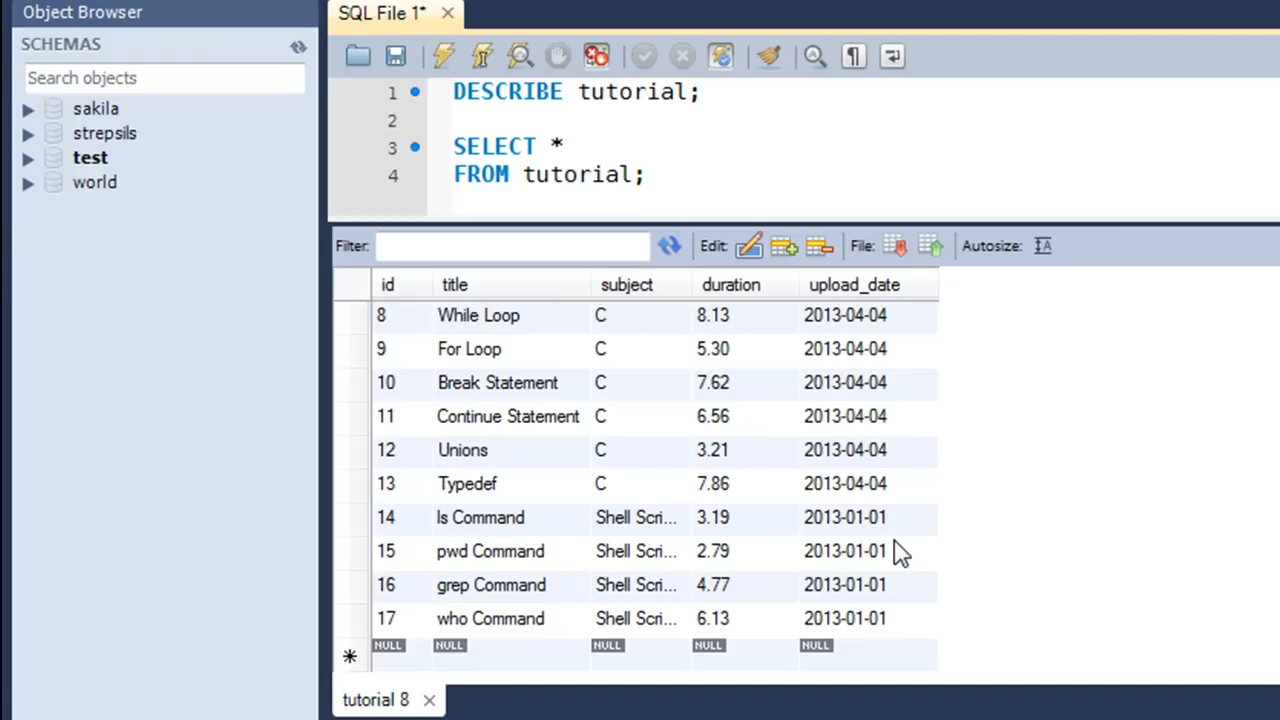 Object Browser
SQL File 1*
SCHEMAS
Search objects
sakila
strepsils
test
world
1 DESCRIBE tutorial;
2
3 SELECT *
4 FROM tutorial;
Filter: Edit: File: Autosize:
id title subject duration upload_date
8 While Loop C 8.13 2013-04-04
9 For Loop C 5.30 2013-04-04
10 Break Statement C 7.62 2013-04-04
11 Continue Statement C 6.56 2013-04-04
12 Unions C 3.21 2013-04-04
13 Typedef C 7.86 2013-04-04
14 ls Command Shell Scri... 3.19 2013-01-01
15 pwd Command Shell Scri... 2.79 2013-01-01
16 grep Command Shell Scri... 4.77 2013-01-01
17 who Command Shell Scri... 6.13 2013-01-01
NULL NULL NULL NULL NULL
tutorial 8